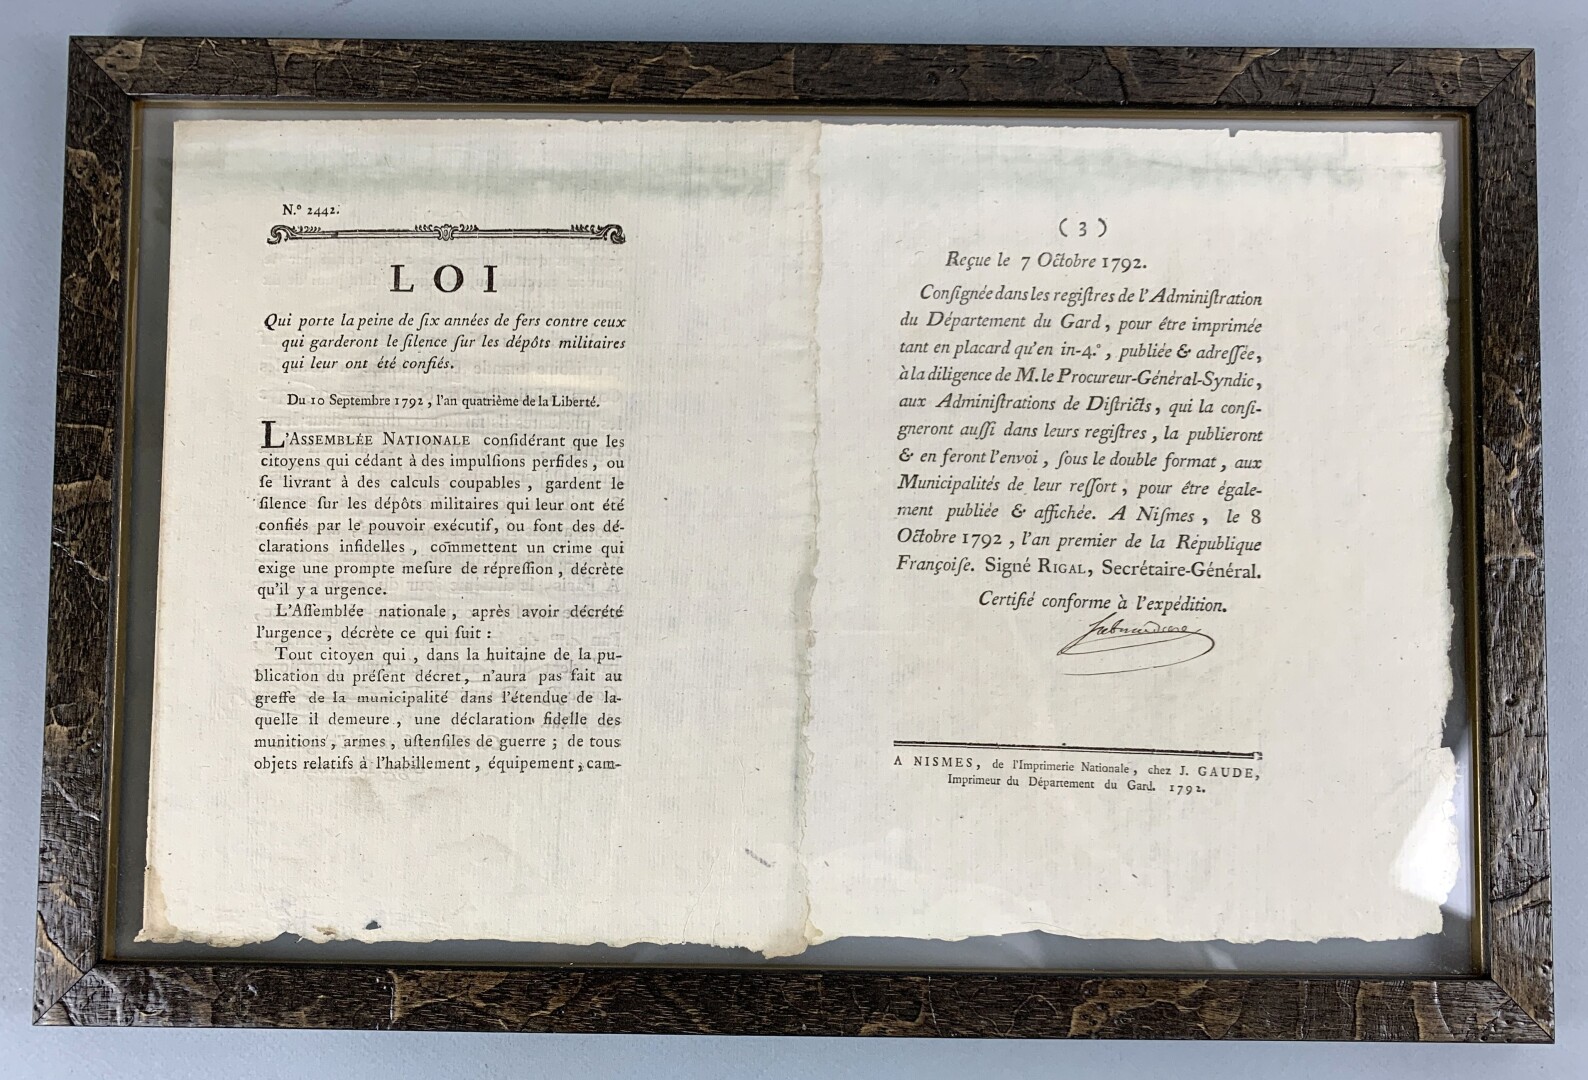 N.º 2442.
LOI
Qui porte la peine de ſix années de fers contre ceux
qui garderont le ſilence ſur les dépôts militaires
qui leur ont été confiés.
Du 10 Septembre 1792, l'an quatrième de la Liberté.
L'ASSEMBLÉE NATIONALE conſidérant que les
citoyens qui cédant à des impulſions perfides, ou
ſe livrant à des calculs coupables, gardent le
ſilence ſur les dépôts militaires qui leur ont été
confiés par le pouvoir exécutif, ou font des dé-
clarations infidelles, commettent un crime qui
exige une prompte meſure de répreſſion, décrète
qu'il y a urgence.
L'Aſſemblée nationale, après avoir décrété
l'urgence, décrète ce qui ſuit :
Tout citoyen qui, dans la huitaine de la pu-
blication du préſent décret, n'aura pas fait au
greffe de la municipalité dans l'étendue de la-
quelle il demeure, une déclaration fidelle des
munitions, armes, uſtenſiles de guerre ; de tous
objets relatifs à l'habillement, équipement, cam-
( 3 )
Reçue le 7 Octobre 1792.
Conſignée dans les regiſtres de l'Adminiſtration
du Département du Gard, pour être imprimée
tant en placard qu'en in-4.º, publiée & adreſſée,
à la diligence de M. le Procureur-Général-Syndic,
aux Adminiſtrations de Diſtricts, qui la conſi-
gneront auſſi dans leurs regiſtres, la publieront
& en feront l'envoi, ſous le double format, aux
Municipalités de leur reſſort, pour être égale-
ment publiée & affichée. A Niſmes, le 8
Octobre 1792, l'an premier de la République
Françoiſe. Signé RIGAL, Secrétaire-Général.
Certifié conforme à l'expédition.
A NISMES, de l'Imprimerie Nationale, chez J. GAUDE,
Imprimeur du Département du Gard. 1792.